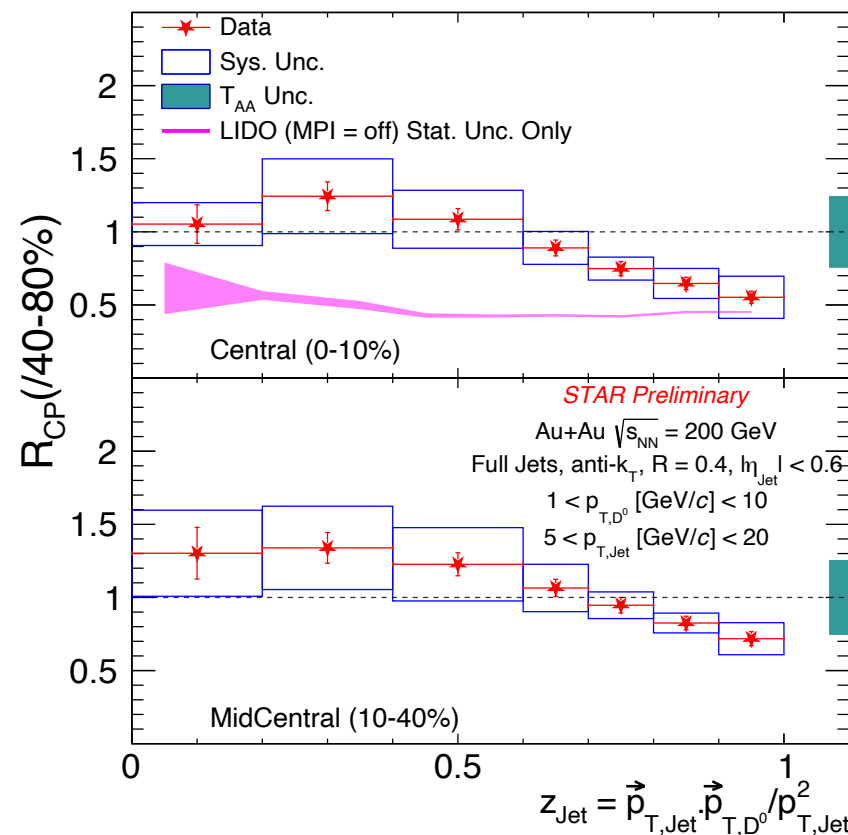 Data
Sys. Unc.
T_AA Unc.
LIDO (MPI = off) Stat. Unc. Only
2
1.5
1
0.5
Central (0-10%)
R_CP(/40-80%)
STAR Preliminary
Au+Au √s_NN = 200 GeV
Full Jets, anti-k_T, R = 0.4, |η_Jet| < 0.6
1 < p_T,D⁰ [GeV/c] < 10
5 < p_T,Jet [GeV/c] < 20
2
1.5
1
0.5
MidCentral (10-40%)
0 0.5 1
z_Jet = p⃗_T,Jet.p⃗_T,D⁰/p²_T,Jet